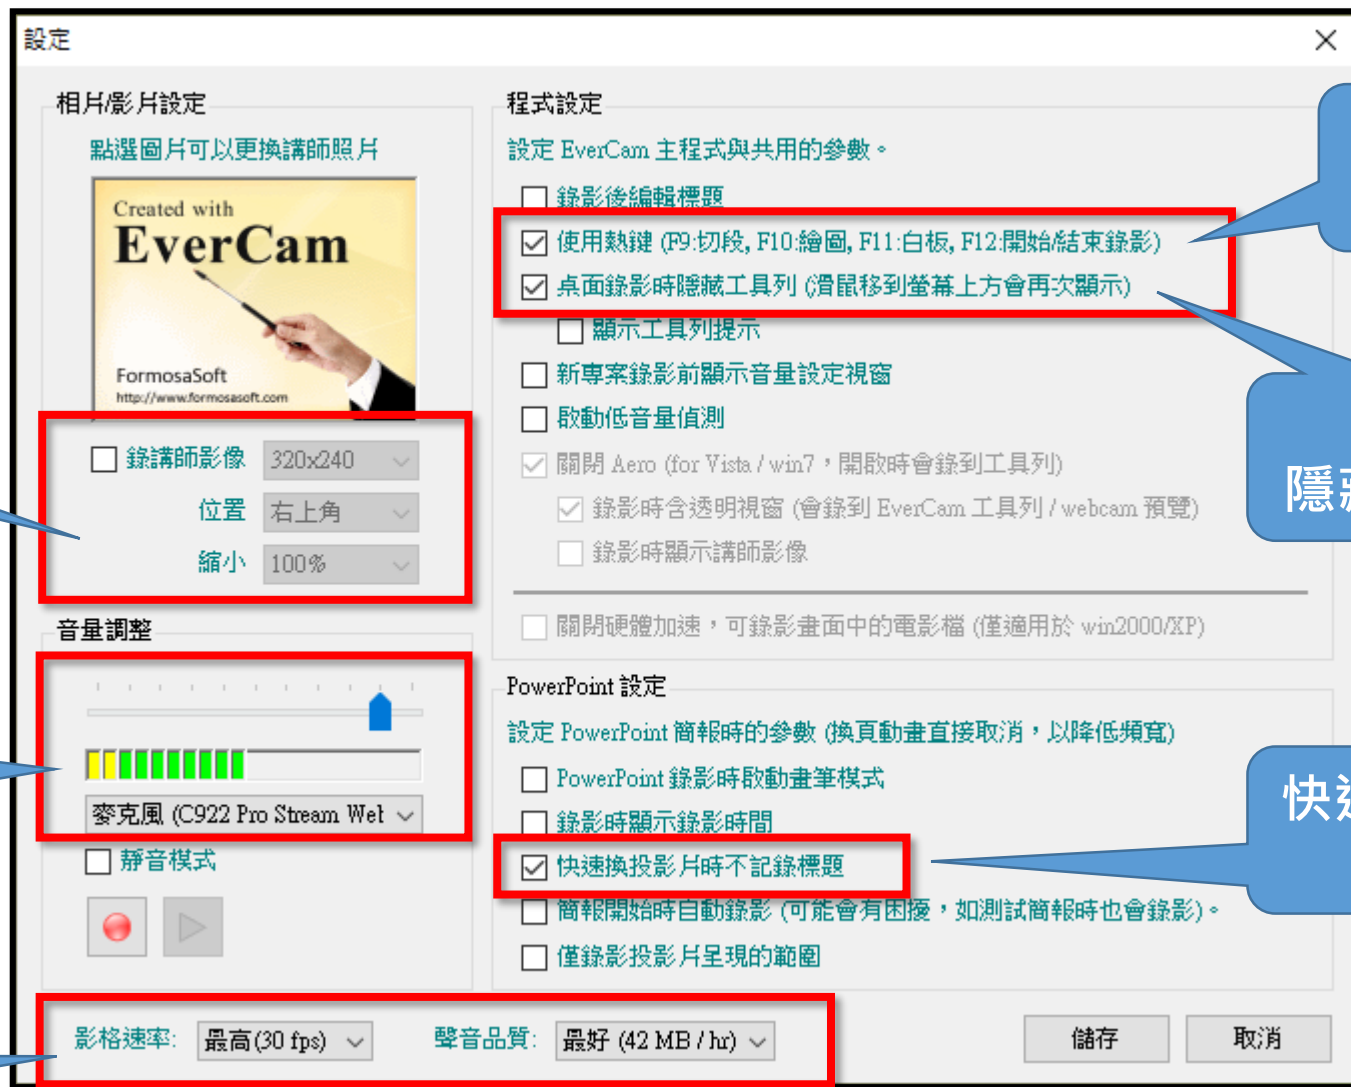 設定
相片/影片設定
點選圖片可以更換講師照片
Created with
EverCam
FormosaSoft
http://www.formosasoft.com
錄講師影像 320x240
位置 右上角
縮小 100%
音量調整
麥克風 (C922 Pro Stream Wel
靜音模式
程式設定
設定 EverCam 主程式與共用的參數。
錄影後編輯標題
使用熱鍵 (F9:切段, F10:繪圖, F11:白板, F12:開始/結束錄影)
桌面錄影時隱藏工具列 (滑鼠移到螢幕上方會再次顯示)
顯示工具列提示
新專案錄影前顯示音量設定視窗
啟動低音量偵測
關閉 Aero (for Vista / win7，開啟時會錄到工具列)
錄影時含透明視窗 (會錄到 EverCam 工具列 / webcam 預覽)
錄影時顯示講師影像
關閉硬體加速，可錄影畫面中的電影檔 (僅適用於 win2000/XP)
PowerPoint 設定
設定 PowerPoint 簡報時的參數 (換頁動畫直接取消，以降低頻寬)
PowerPoint 錄影時啟動畫筆模式
錄影時顯示錄影時間
快速換投影片時不記錄標題
簡報開始時自動錄影 (可能會有困擾，如測試簡報時也會錄影)。
僅錄影投影片呈現的範圍
隱
快
影格速率: 最高(30 fps) 聲音品質: 最好 (42 MB / hr)
儲存 取消